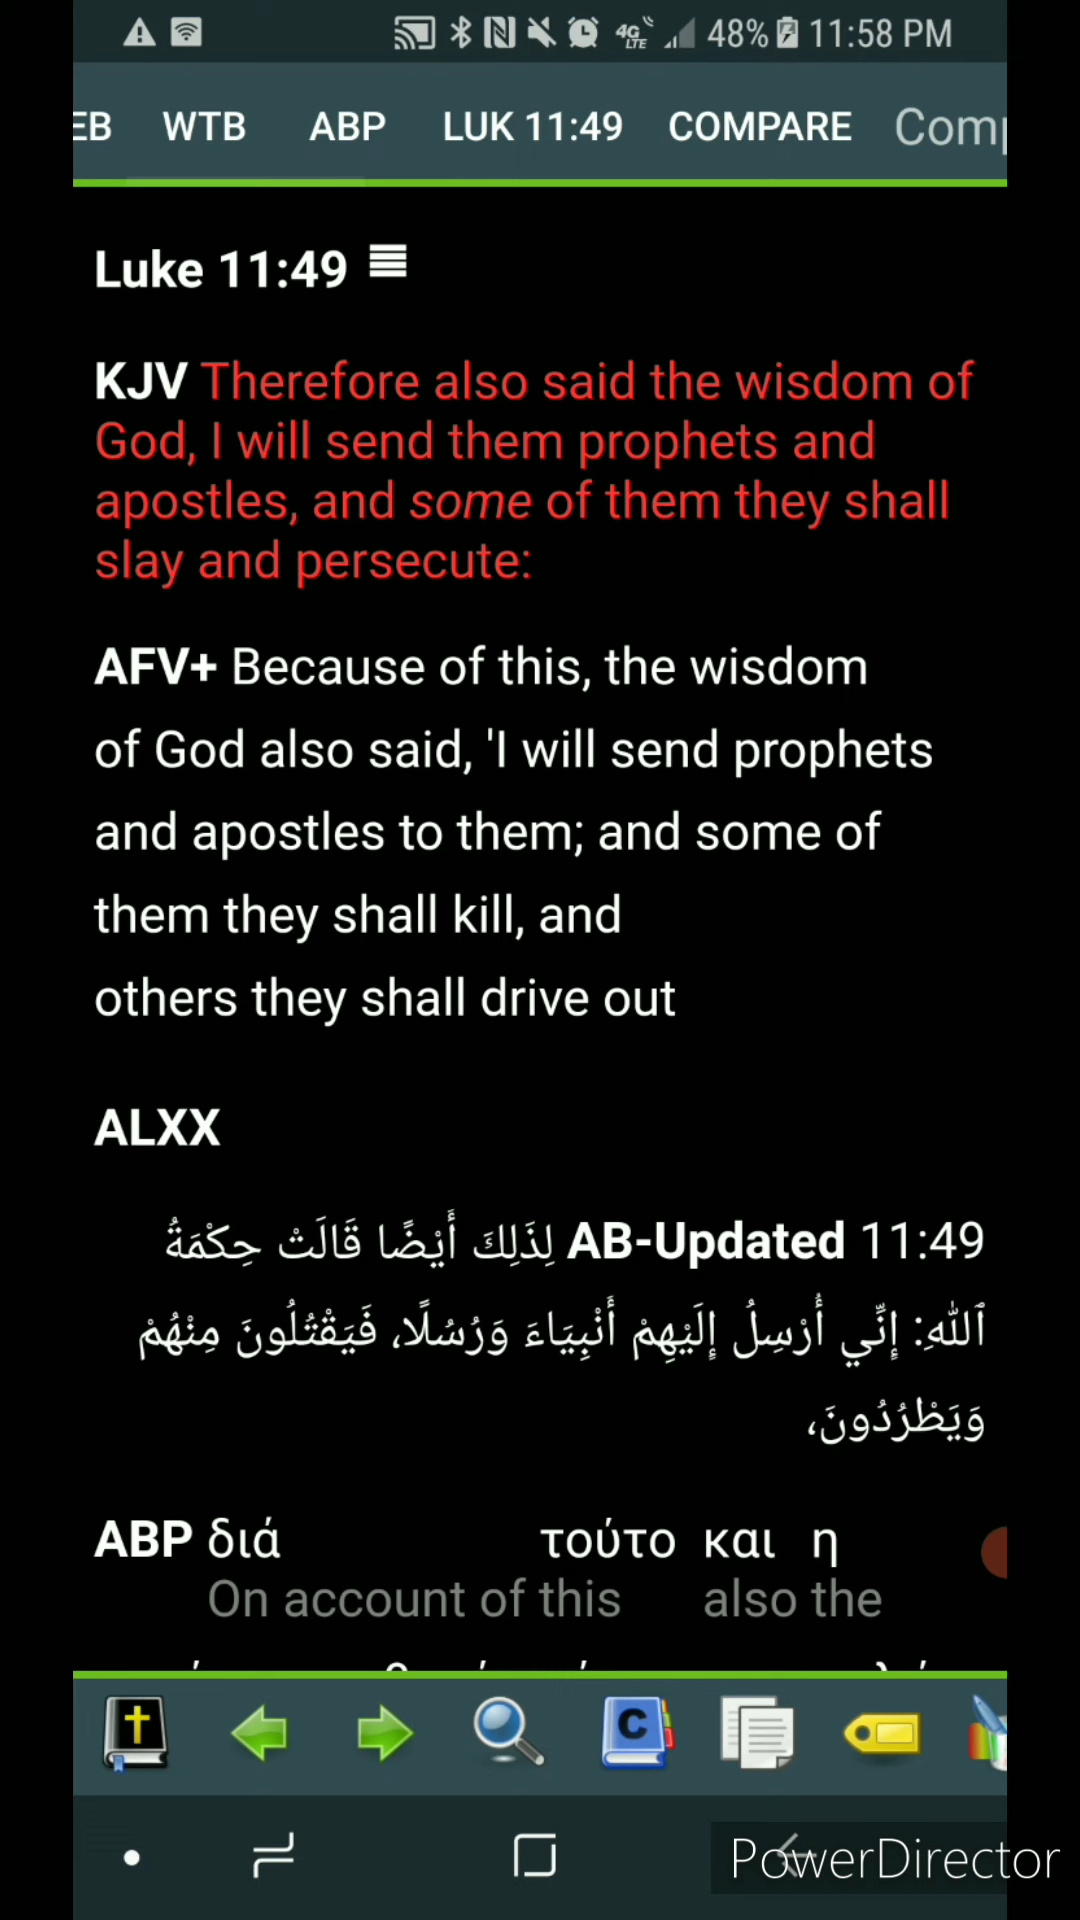 48% 11:58 PM
EB WTB ABP LUK 11:49 COMPARE Comp
Luke 11:49
KJV Therefore also said the wisdom of
God, I will send them prophets and
apostles, and some of them they shall
slay and persecute:
AFV+ Because of this, the wisdom
of God also said, 'I will send prophets
and apostles to them; and some of
them they shall kill, and
others they shall drive out
ALXX
AB-Updated 11:49 لِذَلِكَ أَيْضًا قَالَتْ حِكْمَةُ
ٱللهِ: إِنِّي أُرْسِلُ إِلَيْهِمْ أَنْبِيَاءَ وَرُسُلًا، فَيَقْتُلُونَ مِنْهُمْ
وَيَطْرُدُونَ،
ABP διά τούτο και η
On account of this also the
C
PowerDirector